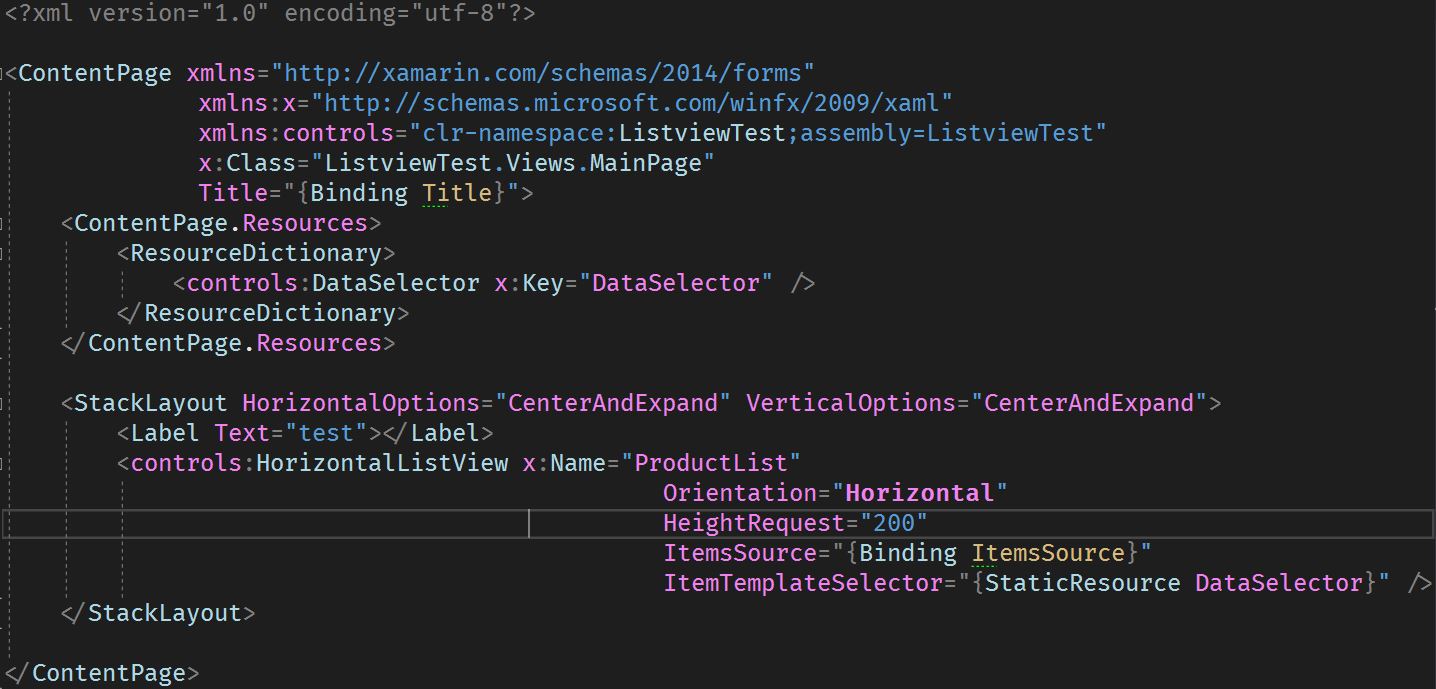 <?xml version="1.0" encoding="utf-8"?>
<ContentPage xmlns="http://xamarin.com/schemas/2014/forms"
xmlns:x="http://schemas.microsoft.com/winfx/2009/xaml"
xmlns:controls="clr-namespace:ListviewTest;assembly=ListviewTest"
x:Class="ListviewTest.Views.MainPage"
Title="{Binding Title}">
<ContentPage.Resources>
<ResourceDictionary>
<controls:DataSelector x:Key="DataSelector" />
</ResourceDictionary>
</ContentPage.Resources>
<StackLayout HorizontalOptions="CenterAndExpand" VerticalOptions="CenterAndExpand">
<Label Text="test"></Label>
<controls:HorizontalListView x:Name="ProductList"
Orientation="Horizontal"
HeightRequest="200"
ItemsSource="{Binding ItemsSource}"
ItemTemplateSelector="{StaticResource DataSelector}" />
</StackLayout>
</ContentPage>